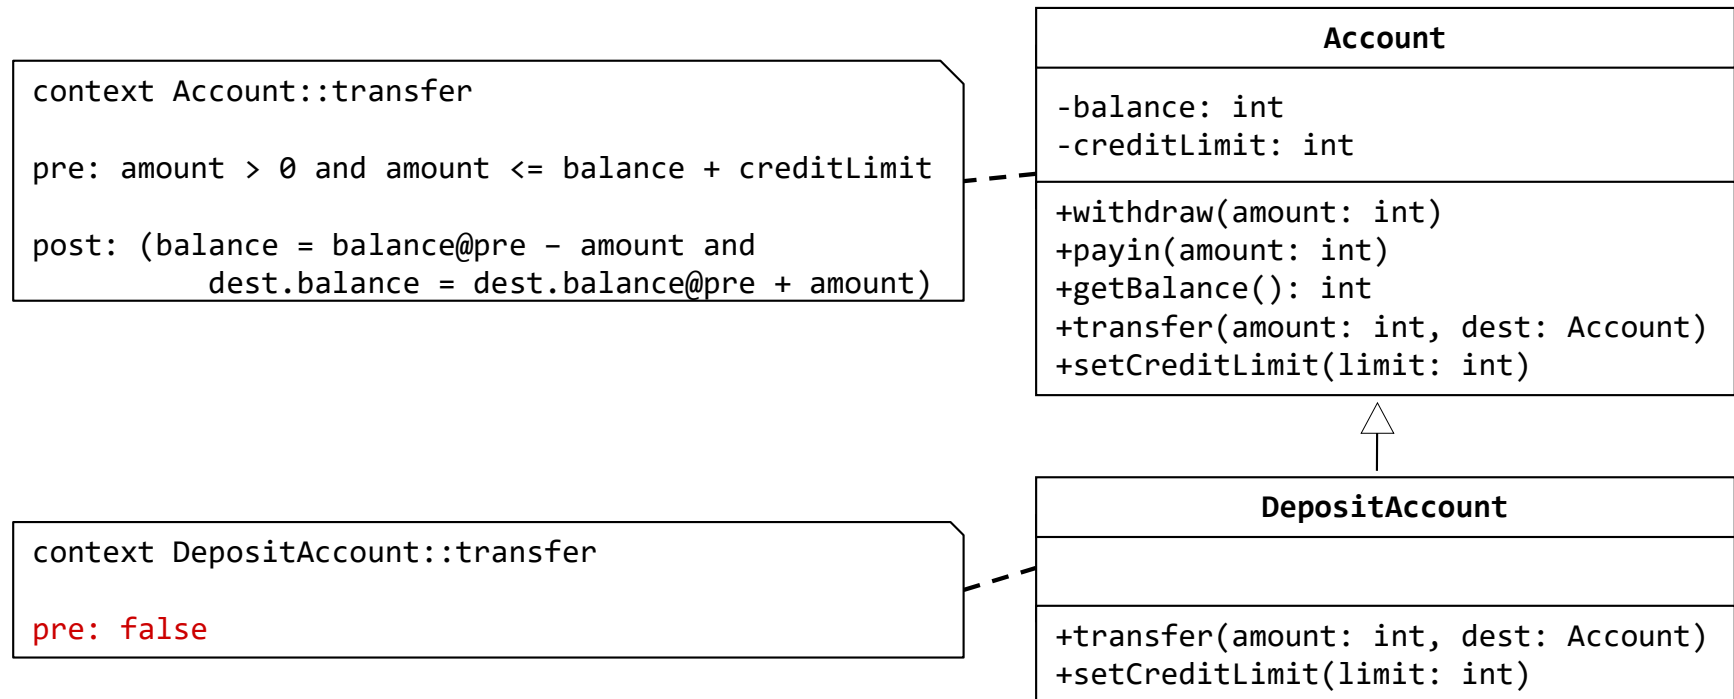 context Account::transfer
pre: amount > 0 and amount <= balance + creditLimit
post: (balance = balance@pre – amount and
dest.balance = dest.balance@pre + amount)
Account
-balance: int
-creditLimit: int
+withdraw(amount: int)
+payin(amount: int)
+getBalance(): int
+transfer(amount: int, dest: Account)
+setCreditLimit(limit: int)
context DepositAccount::transfer
pre: false
DepositAccount
+transfer(amount: int, dest: Account)
+setCreditLimit(limit: int)